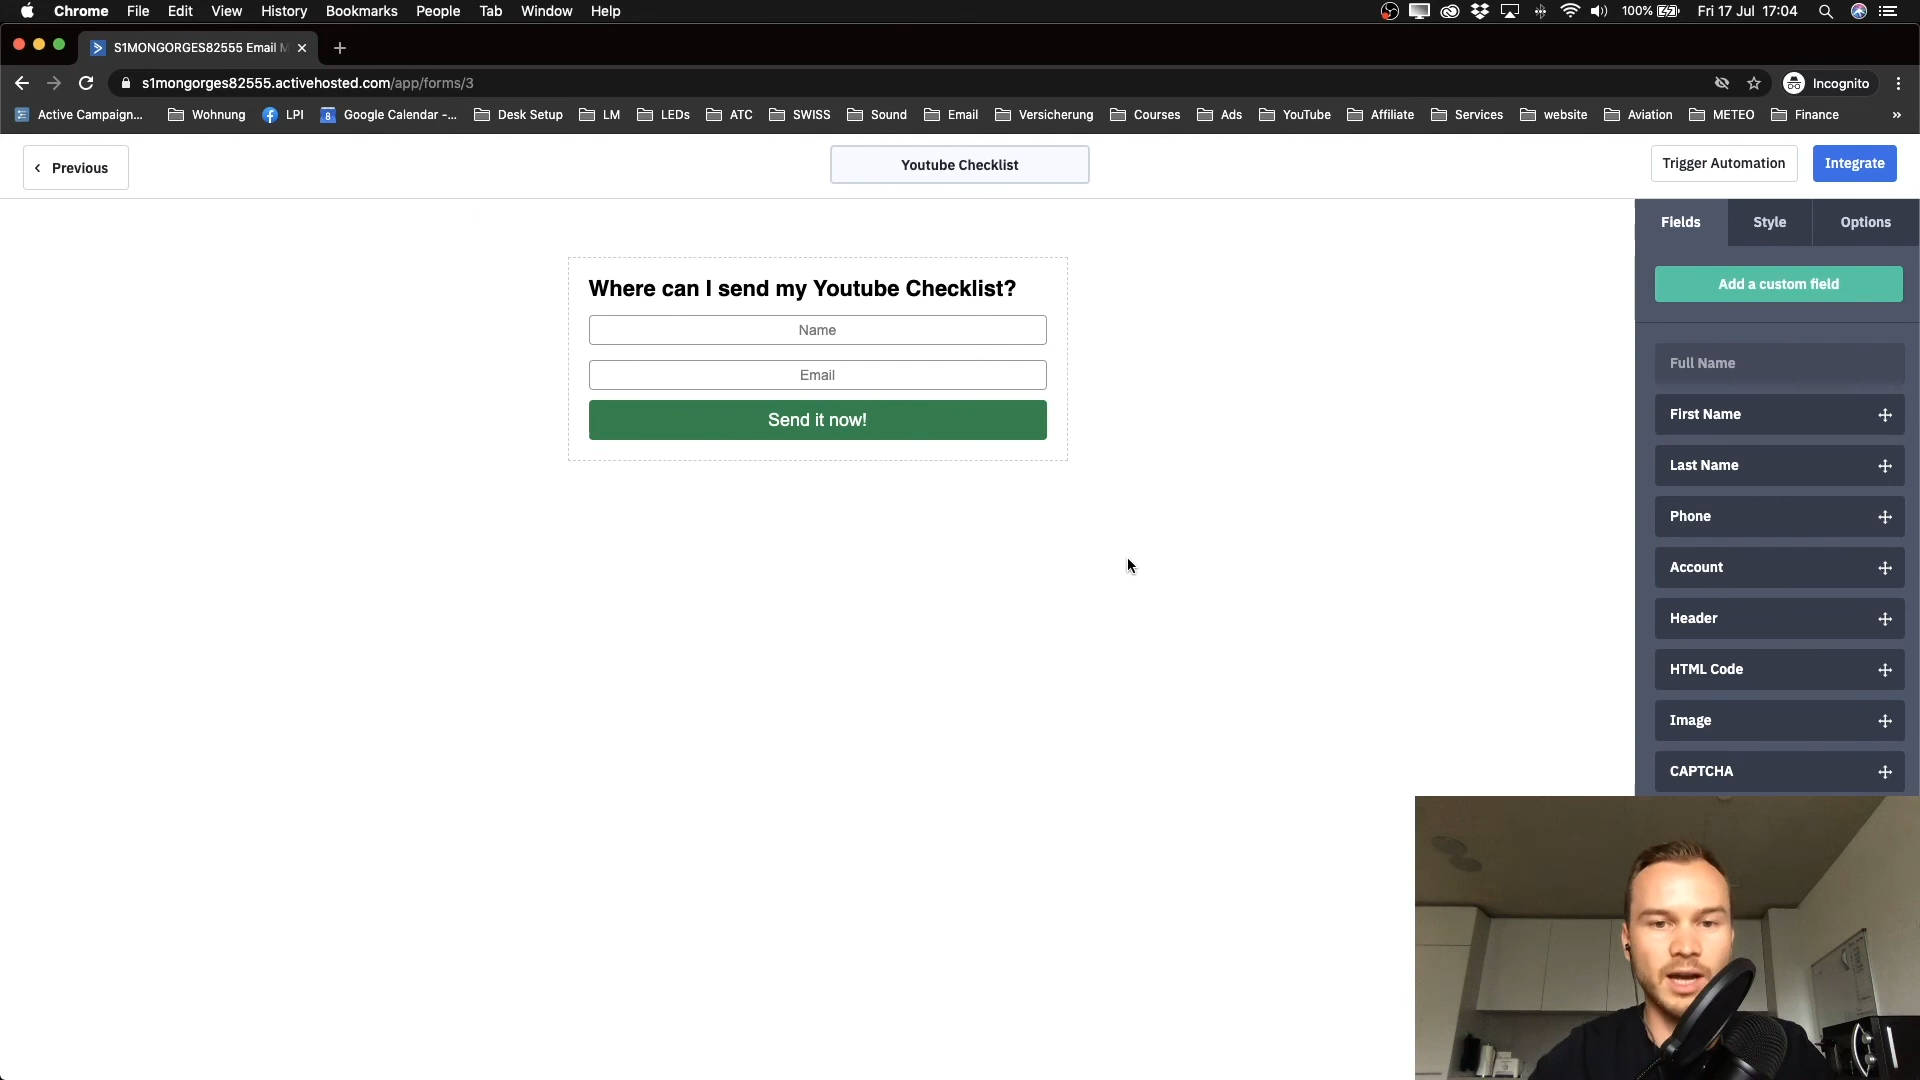 Chrome File Edit View History Bookmarks People Tab Window Help 100% Fri 17 Jul 17:04
S1MONGORGES82555 Email M
s1mongorges82555.activehosted.com/app/forms/3 Incognito
Active Campaign... Wohnung LPI Google Calendar -... Desk Setup LM LEDs ATC SWISS Sound Email Versicherung Courses Ads YouTube Affiliate Services website Aviation METEO Finance »
Previous Youtube Checklist Trigger Automation Integrate
Fields Style Options
Add a custom field
Where can I send my Youtube Checklist?
Name
Email
Send it now!
Full Name
First Name
Last Name
Phone
Account
Header
HTML Code
Image
CAPTCHA